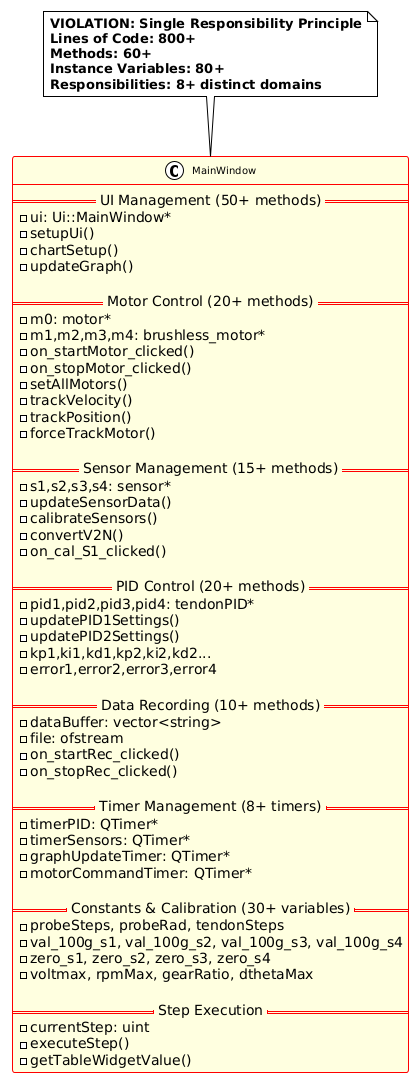 VIOLATION: Single Responsibility Principle
Lines of Code: 800+
Methods: 60+
Instance Variables: 80+
Responsibilities: 8+ distinct domains
C MainWindow
UI Management (50+ methods)
ui: Ui::MainWindow*
setupUi()
chartSetup()
updateGraph()
Motor Control (20+ methods)
m0: motor*
m1,m2,m3,m4: brushless_motor*
on_startMotor_clicked()
on_stopMotor_clicked()
setAllMotors()
trackVelocity()
trackPosition()
forceTrackMotor()
Sensor Management (15+ methods)
s1,s2,s3,s4: sensor*
updateSensorData()
calibrateSensors()
convertV2N()
on_cal_S1_clicked()
PID Control (20+ methods)
pid1,pid2,pid3,pid4: tendonPID*
updatePID1Settings()
updatePID2Settings()
kp1,ki1,kd1,kp2,ki2,kd2...
error1,error2,error3,error4
Data Recording (10+ methods)
dataBuffer: vector<string>
file: ofstream
on_startRec_clicked()
on_stopRec_clicked()
Timer Management (8+ timers)
timerPID: QTimer*
timerSensors: QTimer*
graphUpdateTimer: QTimer*
motorCommandTimer: QTimer*
Constants & Calibration (30+ variables)
probeSteps, probeRad, tendonSteps
val_100g_s1, val_100g_s2, val_100g_s3, val_100g_s4
zero_s1, zero_s2, zero_s3, zero_s4
voltmax, rpmMax, gearRatio, dthetaMax
Step Execution
currentStep: uint
executeStep()
getTableWidgetValue()